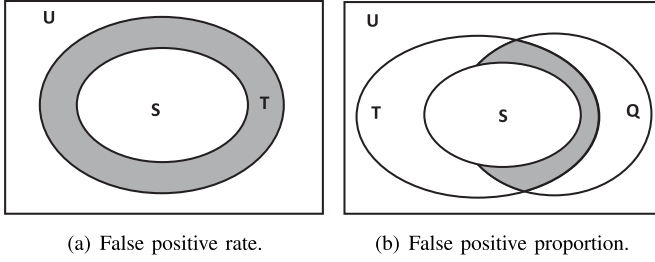 U
S
T
U
T
S
Q
(a) False positive rate.
(b) False positive proportion.